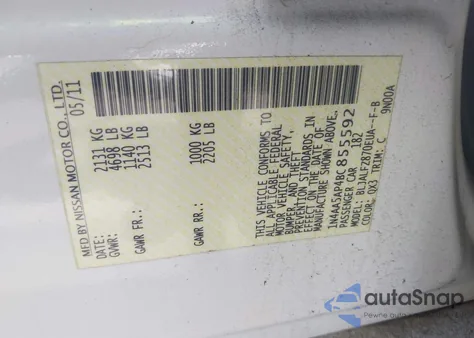 MFD BY NISSAN MOTOR CO., LTD.
DATE: 05/11
GVWR: 2131 KG
4698 LB
GAWR FR.: 1140 KG
2513 LB
GAWR RR.: 1000 KG
2205 LB
THIS VEHICLE CONFORMS TO
ALL APPLICABLE FEDERAL
MOTOR VEHICLE SAFETY,
BUMPER, AND THEFT
PREVENTION STANDARDS IN
EFFECT ON THE DATE OF
MANUFACTURE SHOWN ABOVE.
1N4AA5AP4BC855592
PASSENGER CAR 182
COLOR: QX3 TRIM: C
MODEL: BLJALFZ870EUA--F-B
9N00A
autoSnap
Pewne auto z